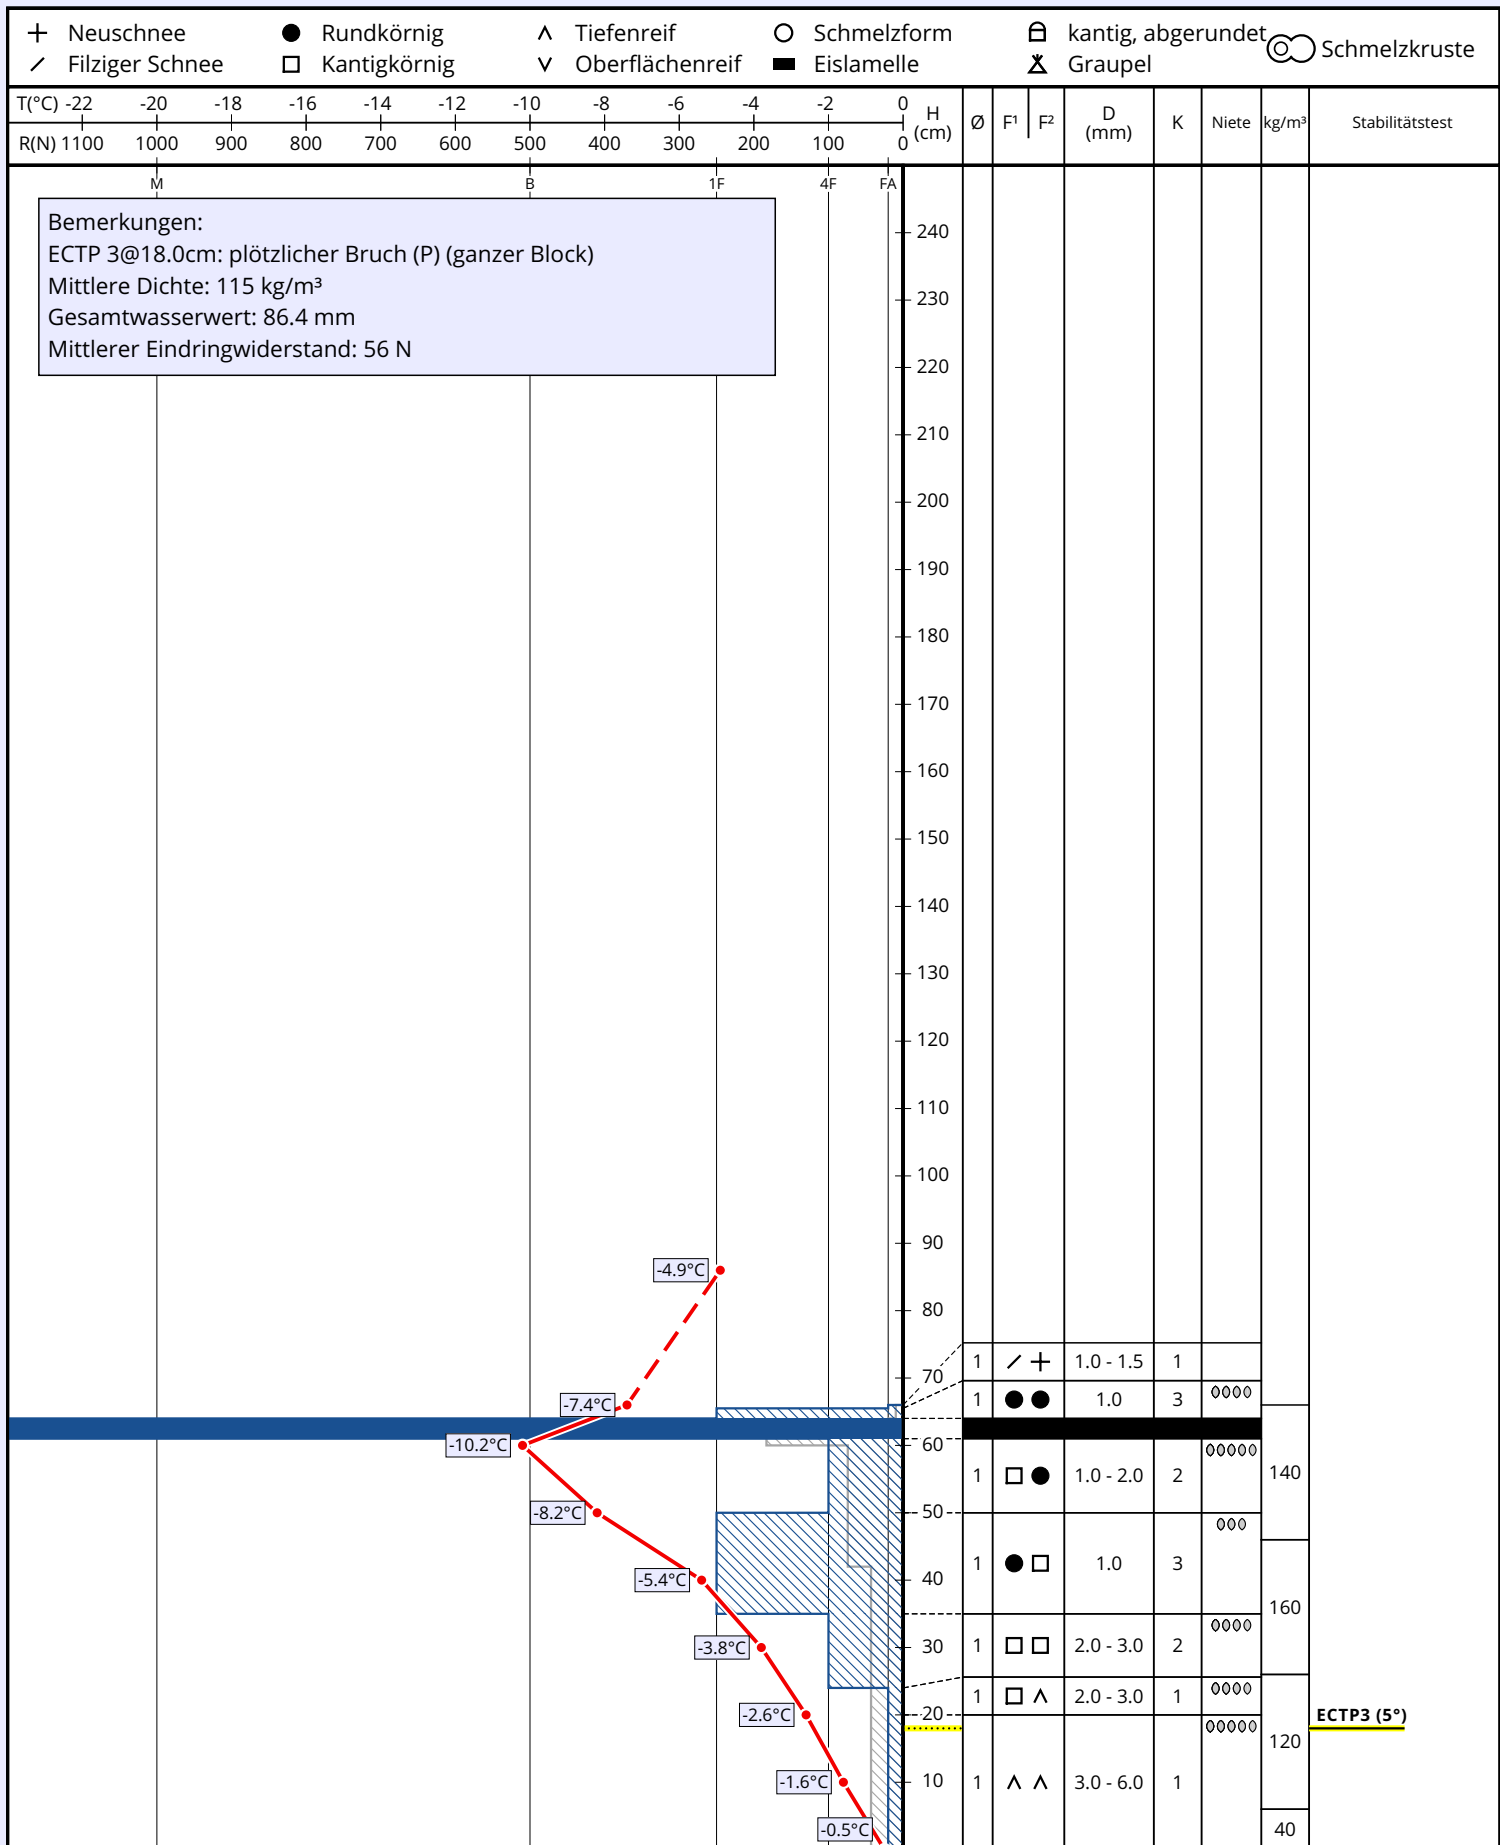 Neuschnee Rundkörnig Tiefenreif Schmelzform kantig, abgerundet Schmelzkruste
Filziger Schnee Kantigkörnig Oberflächenreif Eislamelle Graupel
T(°C) -22 -20 -18 -16 -14 -12 -10 -8 -6 -4 -2 0
R(N) 1100 1000 900 800 700 600 500 400 300 200 100 0
H (cm) Ø F¹ F² D (mm) K Niete kg/m³ Stabilitätstest
M B 1F 4F FA
Bemerkungen:
ECTP 3@18.0cm: plötzlicher Bruch (P) (ganzer Block)
Mittlere Dichte: 115 kg/m³
Gesamtwasserwert: 86.4 mm
Mittlerer Eindringwiderstand: 56 N
240
230
220
210
200
190
180
170
160
150
140
130
120
110
100
90
-4.9°C
80
1 1.0 - 1.5 1
70
-7.4°C 1 1.0 3
-10.2°C 60
1 1.0 - 2.0 2 140
-8.2°C 50
1 1.0 3
-5.4°C 40
160
-3.8°C 30 1 2.0 - 3.0 2
1 2.0 - 3.0 1
-2.6°C 20 ECTP3 (5°)
120
-1.6°C 10 1 3.0 - 6.0 1
-0.5°C 40